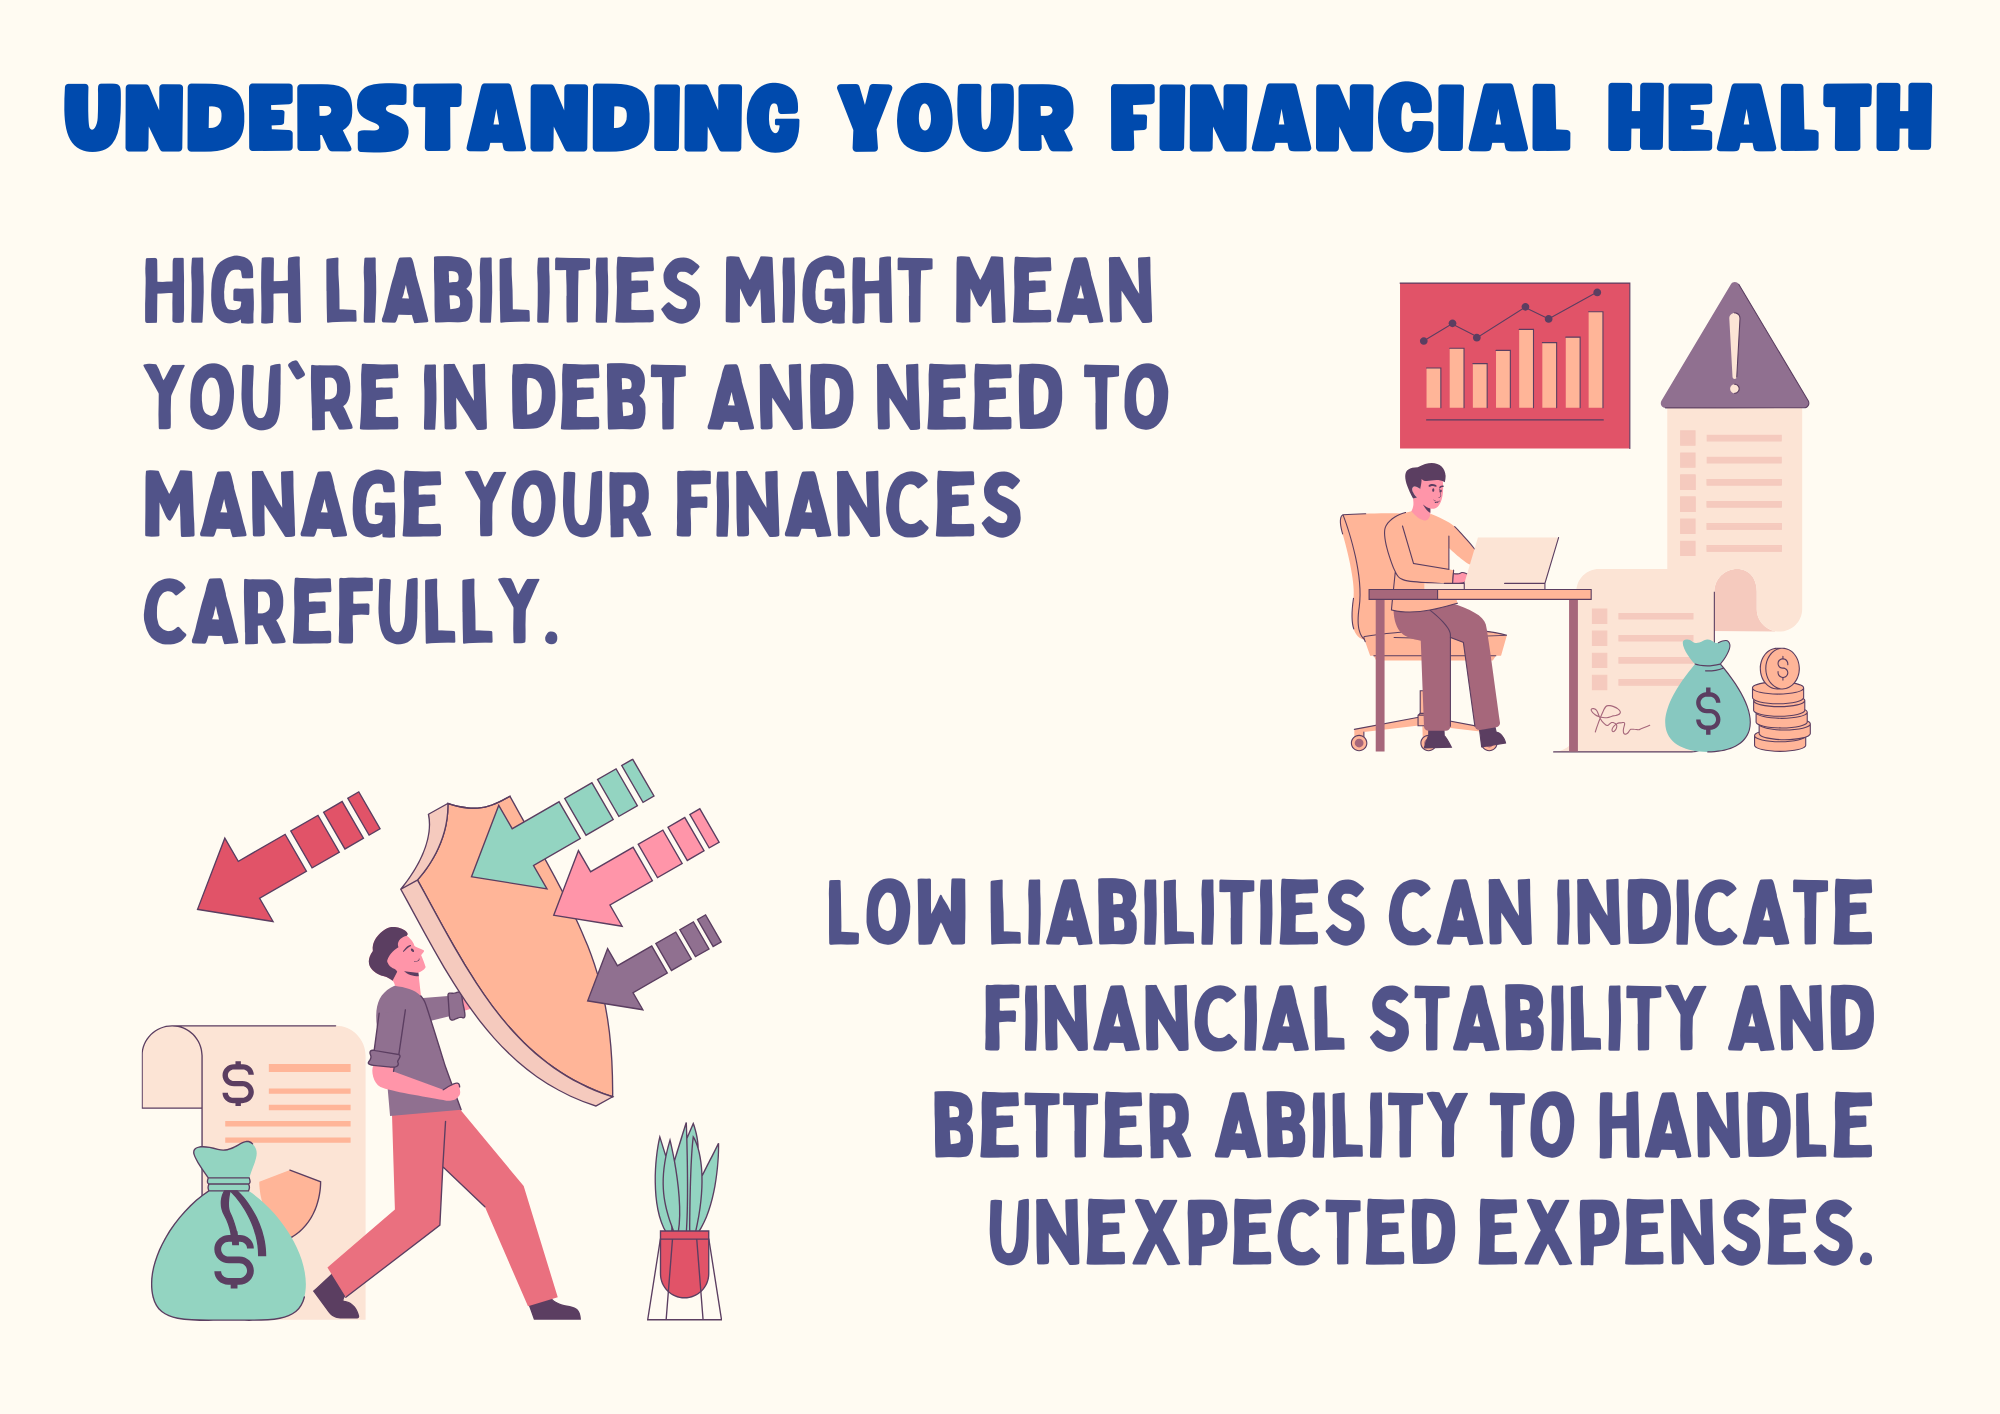 UNDERSTANDING YOUR FINANCIAL HEALTH
HIGH LIABILITIES MIGHT MEAN
YOU`RE IN DEBT AND NEED TO
MANAGE YOUR FINANCES
CAREFULLY.
$
$
$
$
LOW LIABILITIES CAN INDICATE
FINANCIAL STABILITY AND
BETTER ABILITY TO HANDLE
UNEXPECTED EXPENSES.